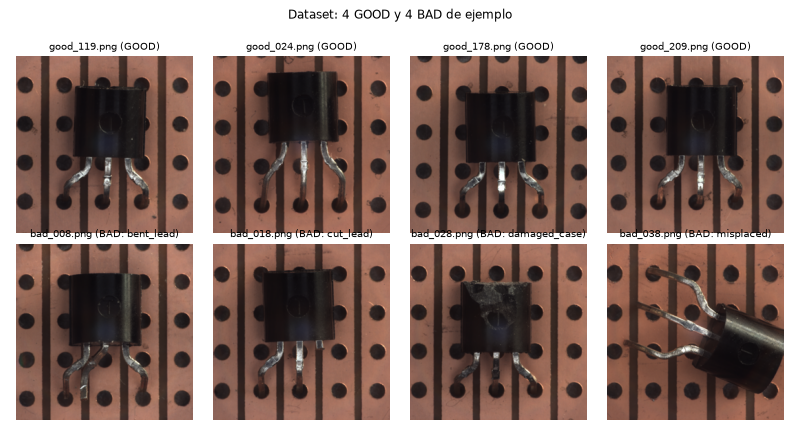 Dataset: 4 GOOD y 4 BAD de ejemplo
good_119.png (GOOD)
good_024.png (GOOD)
good_178.png (GOOD)
good_209.png (GOOD)
bad_008.png (BAD: bent_lead)
bad_018.png (BAD: cut_lead)
bad_028.png (BAD: damaged_case)
bad_038.png (BAD: misplaced)